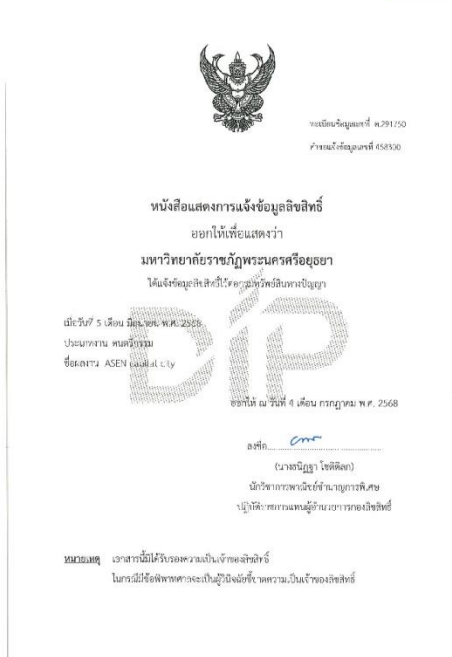 ทะเบียนข้อมูลเลขที่ ต.291750
คำขอแจ้งข้อมูลเลขที่ 458300
หนังสือแสดงการแจ้งข้อมูลลิขสิทธิ์
ออกให้เพื่อแสดงว่า
มหาวิทยาลัยราชภัฏพระนครศรีอยุธยา
ได้แจ้งข้อมูลลิขสิทธิ์ไว้ต่อกรมทรัพย์สินทางปัญญา
DIP
เมื่อวันที่ 5 เดือน มิถุนายน พ.ศ. 2568
ประเภทงาน ดนตรีกรรม
ชื่อผลงาน ASEN capital city
ออกให้ ณ วันที่ 4 เดือน กรกฎาคม พ.ศ. 2568
ลงชื่อ
(นางธนิฏฐา โชติดิลก)
นักวิชาการพาณิชย์ชำนาญการพิเศษ
ปฏิบัติราชการแทนผู้อำนวยการกองลิขสิทธิ์
หมายเหตุ เอกสารนี้มิได้รับรองความเป็นเจ้าของลิขสิทธิ์
ในกรณีมีข้อพิพาทศาลจะเป็นผู้วินิจฉัยชี้ขาดความเป็นเจ้าของลิขสิทธิ์